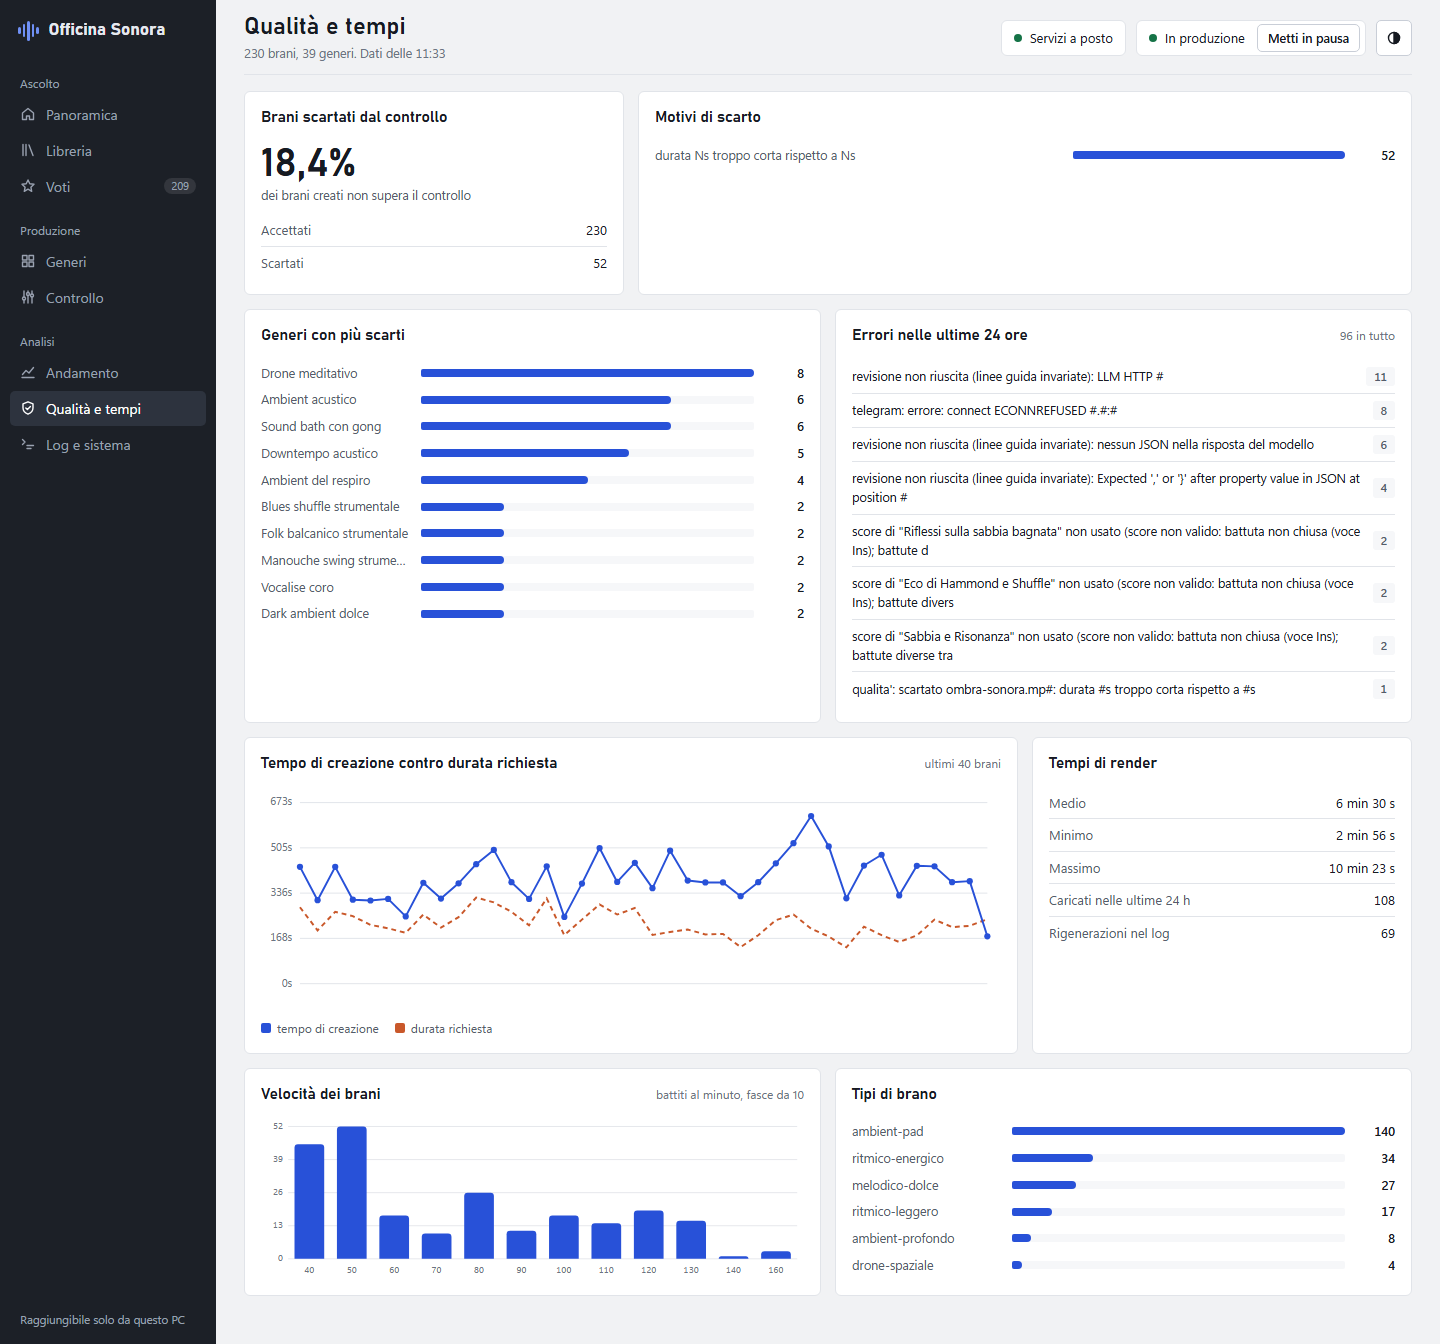 Officina Sonora
Ascolto
Panoramica
Libreria
Voti 209
Produzione
Generi
Controllo
Analisi
Andamento
Qualità e tempi
Log e sistema
Raggiungibile solo da questo PC
Qualità e tempi
230 brani, 39 generi. Dati delle 11:33
Servizi a posto
In produzione
Metti in pausa
Brani scartati dal controllo
18,4%
dei brani creati non supera il controllo
Accettati 230
Scartati 52
Motivi di scarto
durata Ns troppo corta rispetto a Ns 52
Generi con più scarti
Drone meditativo 8
Ambient acustico 6
Sound bath con gong 6
Downtempo acustico 5
Ambient del respiro 4
Blues shuffle strumentale 2
Folk balcanico strumentale 2
Manouche swing strume... 2
Vocalise coro 2
Dark ambient dolce 2
Errori nelle ultime 24 ore 96 in tutto
revisione non riuscita (linee guida invariate): LLM HTTP # 11
telegram: errore: connect ECONNREFUSED #.#:# 8
revisione non riuscita (linee guida invariate): nessun JSON nella risposta del modello 6
revisione non riuscita (linee guida invariate): Expected ',' or '}' after property value in JSON at
position # 4
score di "Riflessi sulla sabbia bagnata" non usato (score non valido: battuta non chiusa (voce
Ins); battute d 2
score di "Eco di Hammond e Shuffle" non usato (score non valido: battuta non chiusa (voce
Ins); battute divers 2
score di "Sabbia e Risonanza" non usato (score non valido: battuta non chiusa (voce Ins);
battute diverse tra 2
qualita': scartato ombra-sonora.mp#: durata #s troppo corta rispetto a #s 1
Tempo di creazione contro durata richiesta ultimi 40 brani
673s
505s
336s
168s
0s
tempo di creazione durata richiesta
Tempi di render
Medio 6 min 30 s
Minimo 2 min 56 s
Massimo 10 min 23 s
Caricati nelle ultime 24 h 108
Rigenerazioni nel log 69
Velocità dei brani battiti al minuto, fasce da 10
52
39
26
13
0
40 50 60 70 80 90 100 110 120 130 140 160
Tipi di brano
ambient-pad 140
ritmico-energico 34
melodico-dolce 27
ritmico-leggero 17
ambient-profondo 8
drone-spaziale 4